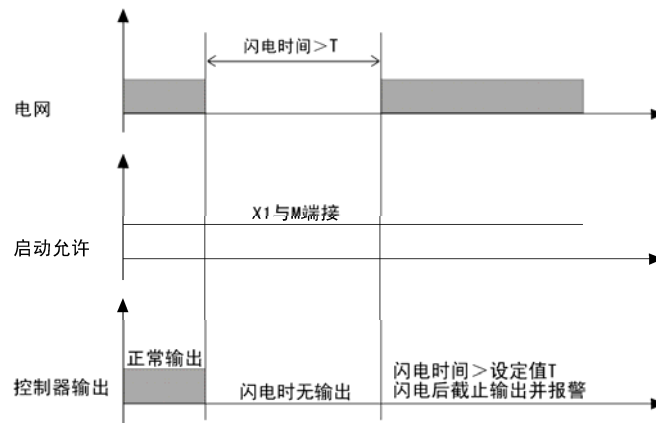 闪电时间>T
电网
X1与M端接
启动允许
正常输出
控制器输出
闪电时无输出
闪电时间>设定值T
闪电后截止输出并报警